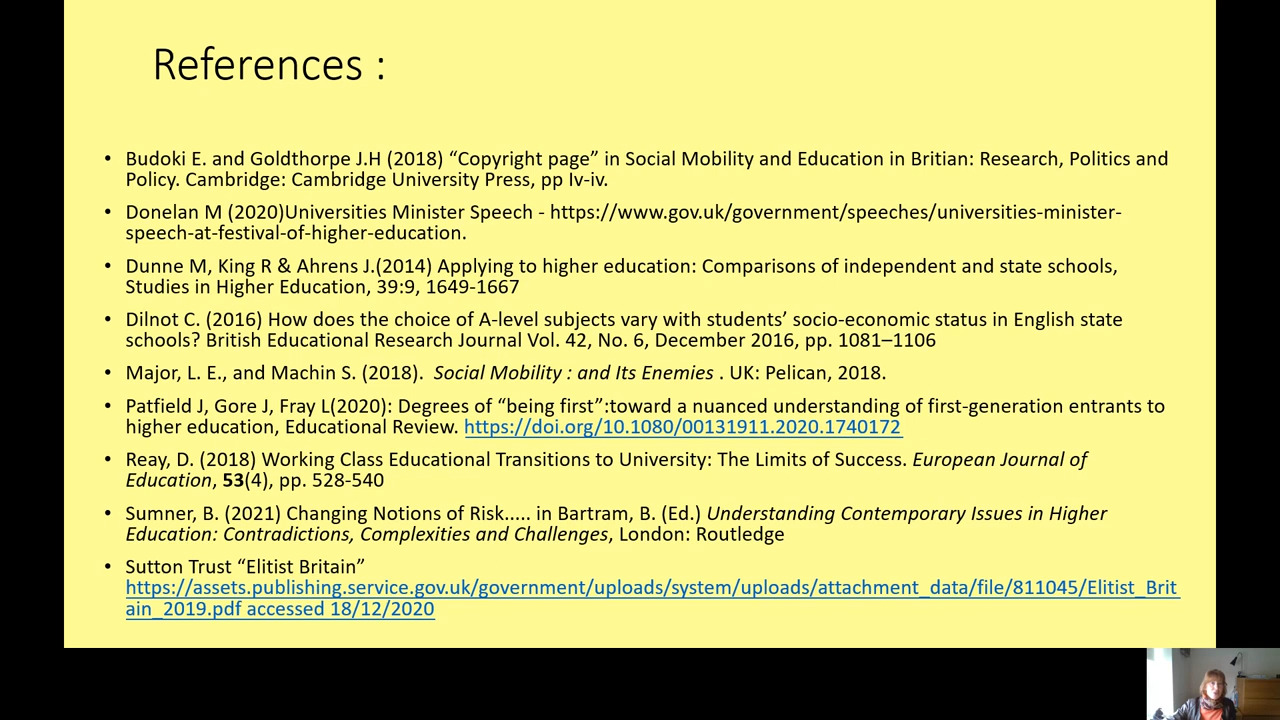 References :
• Budoki E. and Goldthorpe J.H (2018) “Copyright page” in Social Mobility and Education in Britian: Research, Politics and
Policy. Cambridge: Cambridge University Press, pp Iv-iv.
• Donelan M (2020)Universities Minister Speech - https://www.gov.uk/government/speeches/universities-minister-
speech-at-festival-of-higher-education.
• Dunne M, King R & Ahrens J.(2014) Applying to higher education: Comparisons of independent and state schools,
Studies in Higher Education, 39:9, 1649-1667
• Dilnot C. (2016) How does the choice of A-level subjects vary with students’ socio-economic status in English state
schools? British Educational Research Journal Vol. 42, No. 6, December 2016, pp. 1081–1106
• Major, L. E., and Machin S. (2018). Social Mobility : and Its Enemies . UK: Pelican, 2018.
• Patfield J, Gore J, Fray L(2020): Degrees of “being first”:toward a nuanced understanding of first-generation entrants to
higher education, Educational Review. https://doi.org/10.1080/00131911.2020.1740172
• Reay, D. (2018) Working Class Educational Transitions to University: The Limits of Success. European Journal of
Education, 53(4), pp. 528-540
• Sumner, B. (2021) Changing Notions of Risk..... in Bartram, B. (Ed.) Understanding Contemporary Issues in Higher
Education: Contradictions, Complexities and Challenges, London: Routledge
• Sutton Trust “Elitist Britain”
https://assets.publishing.service.gov.uk/government/uploads/system/uploads/attachment_data/file/811045/Elitist_Brit
ain_2019.pdf accessed 18/12/2020